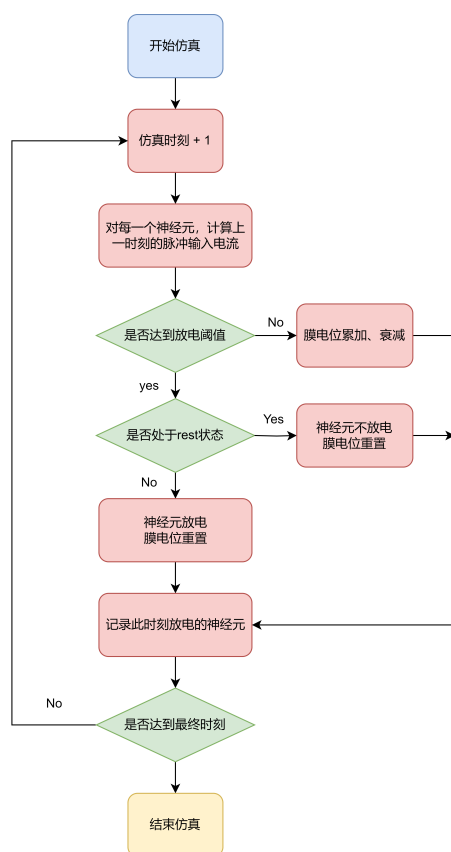 开始仿真
仿真时刻 + 1
对每一个神经元，计算上
一时刻的脉冲输入电流
是否达到放电阈值
No
膜电位累加、衰减
yes
是否处于rest状态
Yes
神经元不放电
膜电位重置
No
神经元放电
膜电位重置
记录此时刻放电的神经元
No
是否达到最终时刻
结束仿真